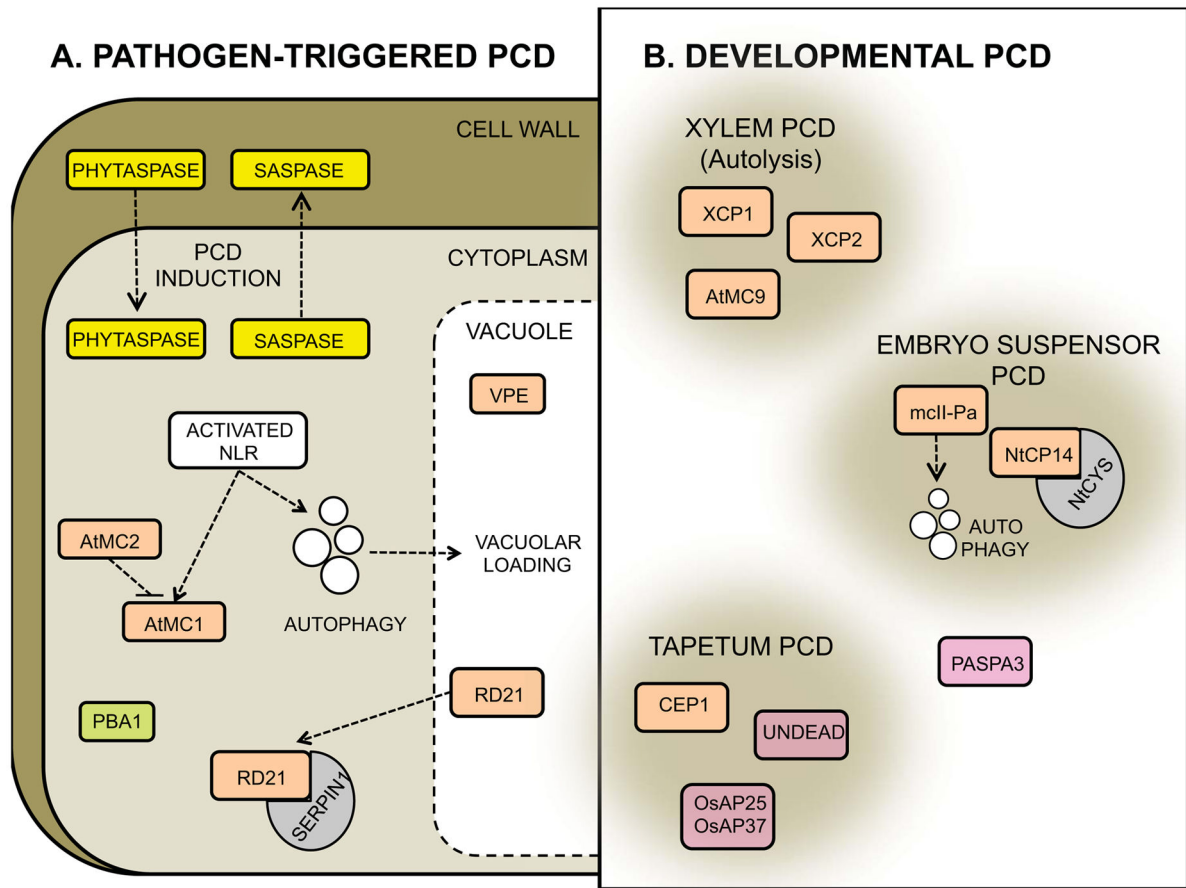 A. PATHOGEN-TRIGGERED PCD
CELL WALL
PHYTASPASE
SASPASE
PCD
INDUCTION
CYTOPLASM
PHYTASPASE
SASPASE
VACUOLE
VPE
ACTIVATED
NLR
AtMC2
VACUOLAR
LOADING
AtMC1
AUTOPHAGY
RD21
PBA1
RD21
SERPIN1
B. DEVELOPMENTAL PCD
XYLEM PCD
(Autolysis)
XCP1
XCP2
AtMC9
EMBRYO SUSPENSOR
PCD
mcII-Pa
NtCP14
NtCYS
AUTO
PHAGY
TAPETUM PCD
PASPA3
CEP1
UNDEAD
OsAP25
OsAP37